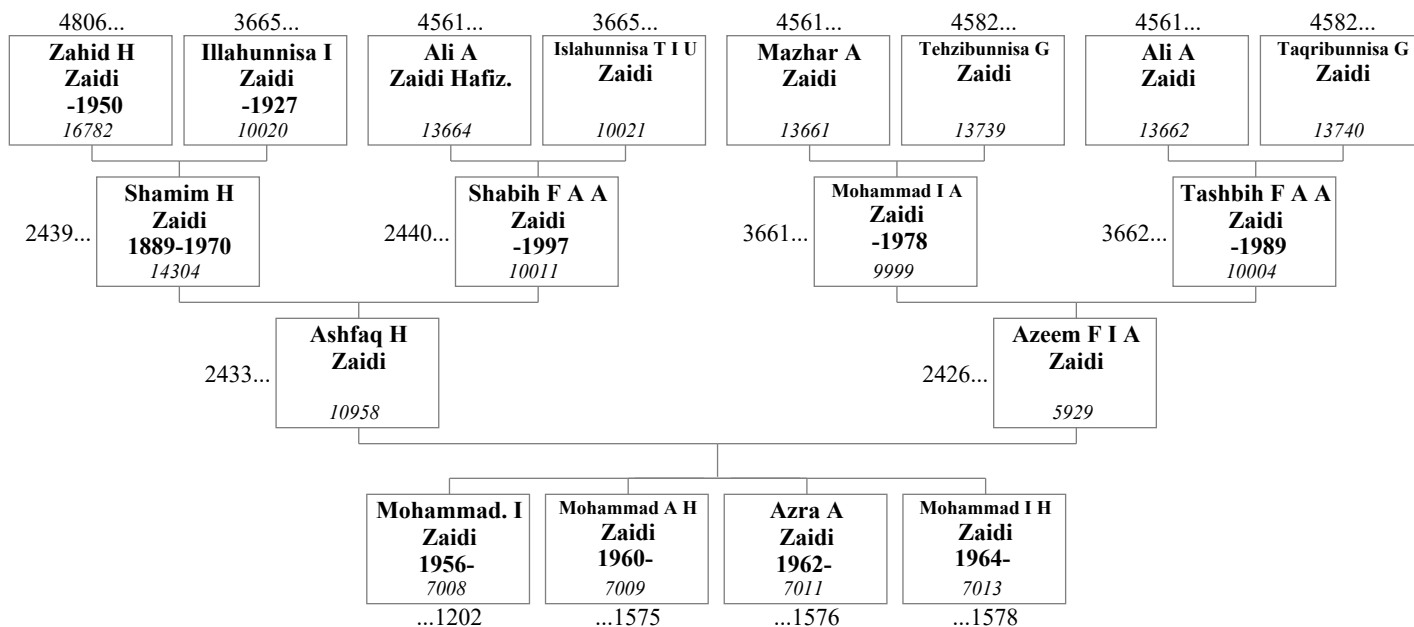 4806... 3665... 4561... 3665... 4561... 4582... 4561... 4582...
Zahid H
Zaidi
-1950
16782
Illahunnisa I
Zaidi
-1927
10020
Ali A
Zaidi Hafiz.
13664
Islahunnisa T I U
Zaidi
10021
Mazhar A
Zaidi
13661
Tehzibunnisa G
Zaidi
13739
Ali A
Zaidi
13662
Taqribunnisa G
Zaidi
13740
2439...
Shamim H
Zaidi
1889-1970
14304
2440...
Shabih F A A
Zaidi
-1997
10011
3661...
Mohammad I A
Zaidi
-1978
9999
3662...
Tashbih F A A
Zaidi
-1989
10004
2433...
Ashfaq H
Zaidi
10958
2426...
Azeem F I A
Zaidi
5929
Mohammad. I
Zaidi
1956-
7008
...1202
Mohammad A H
Zaidi
1960-
7009
...1575
Azra A
Zaidi
1962-
7011
...1576
Mohammad I H
Zaidi
1964-
7013
...1578